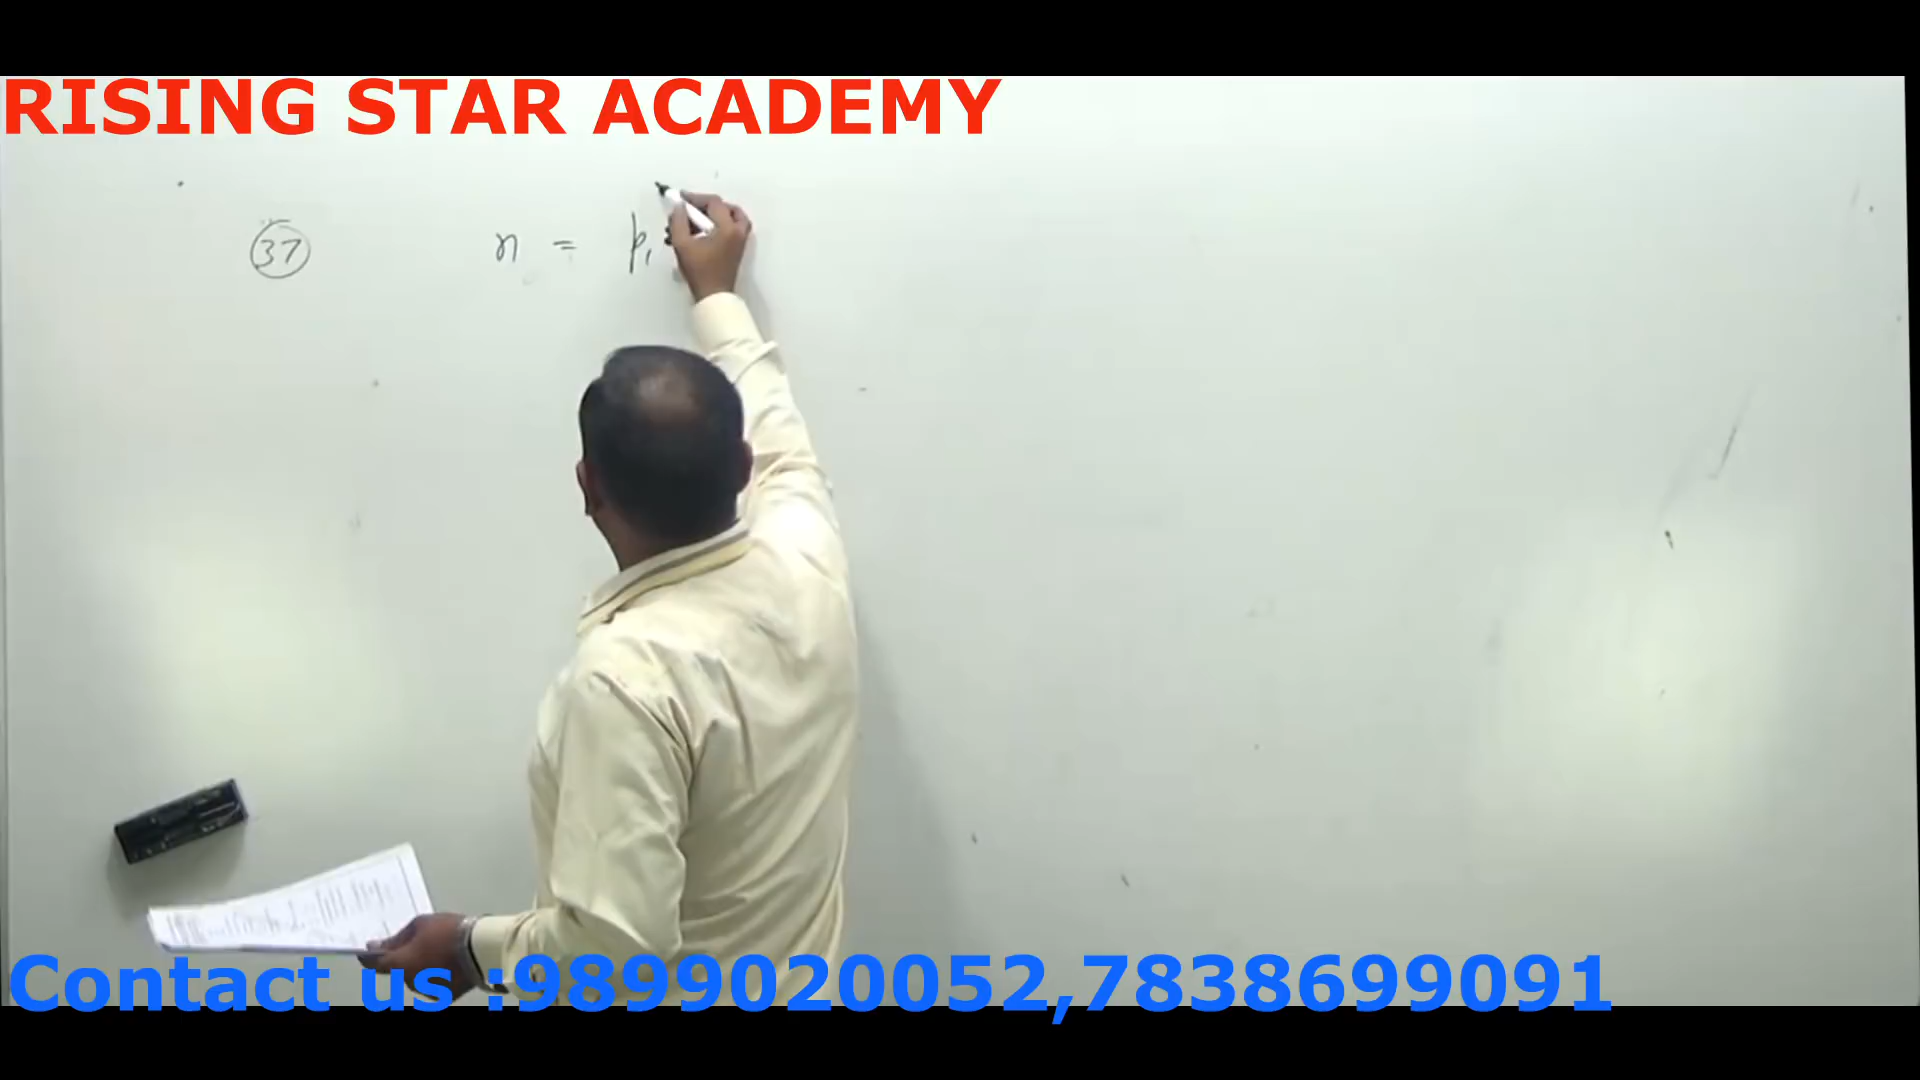 RISING STAR ACADEMY
37 n = p₁
Contact us :9899020052,7838699091